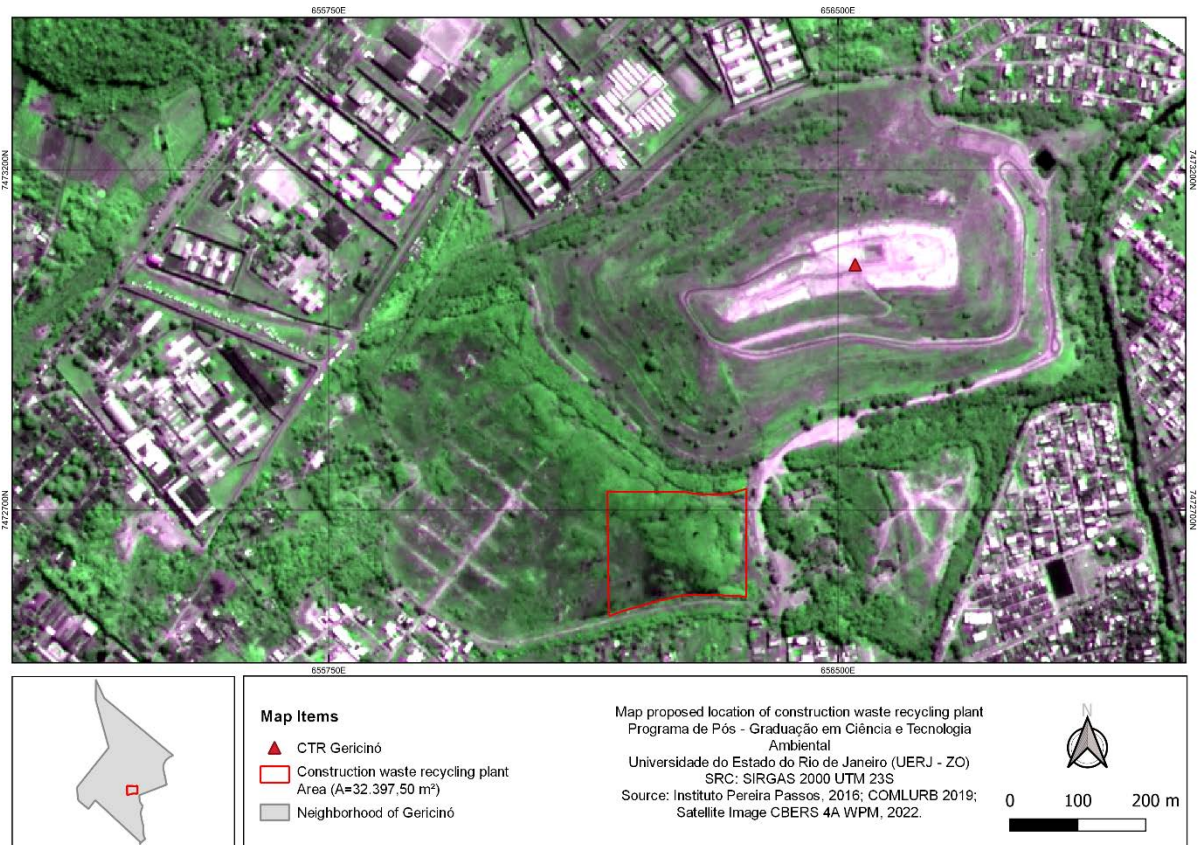 655750E
656500E
7473200N
7473200N
7472700N
7472700N
655750E
656500E
Map Items
CTR Gericinó
Construction waste recycling plant
Area (A=32.397,50 m²)
Neighborhood of Gericinó
Map proposed location of construction waste recycling plant
Programa de Pós - Graduação em Ciência e Tecnologia
Ambiental
Universidade do Estado do Rio de Janeiro (UERJ - ZO)
SRC: SIRGAS 2000 UTM 23S
Source: Instituto Pereira Passos, 2016; COMLURB 2019;
Satellite Image CBERS 4A WPM, 2022.
N
0 100 200 m